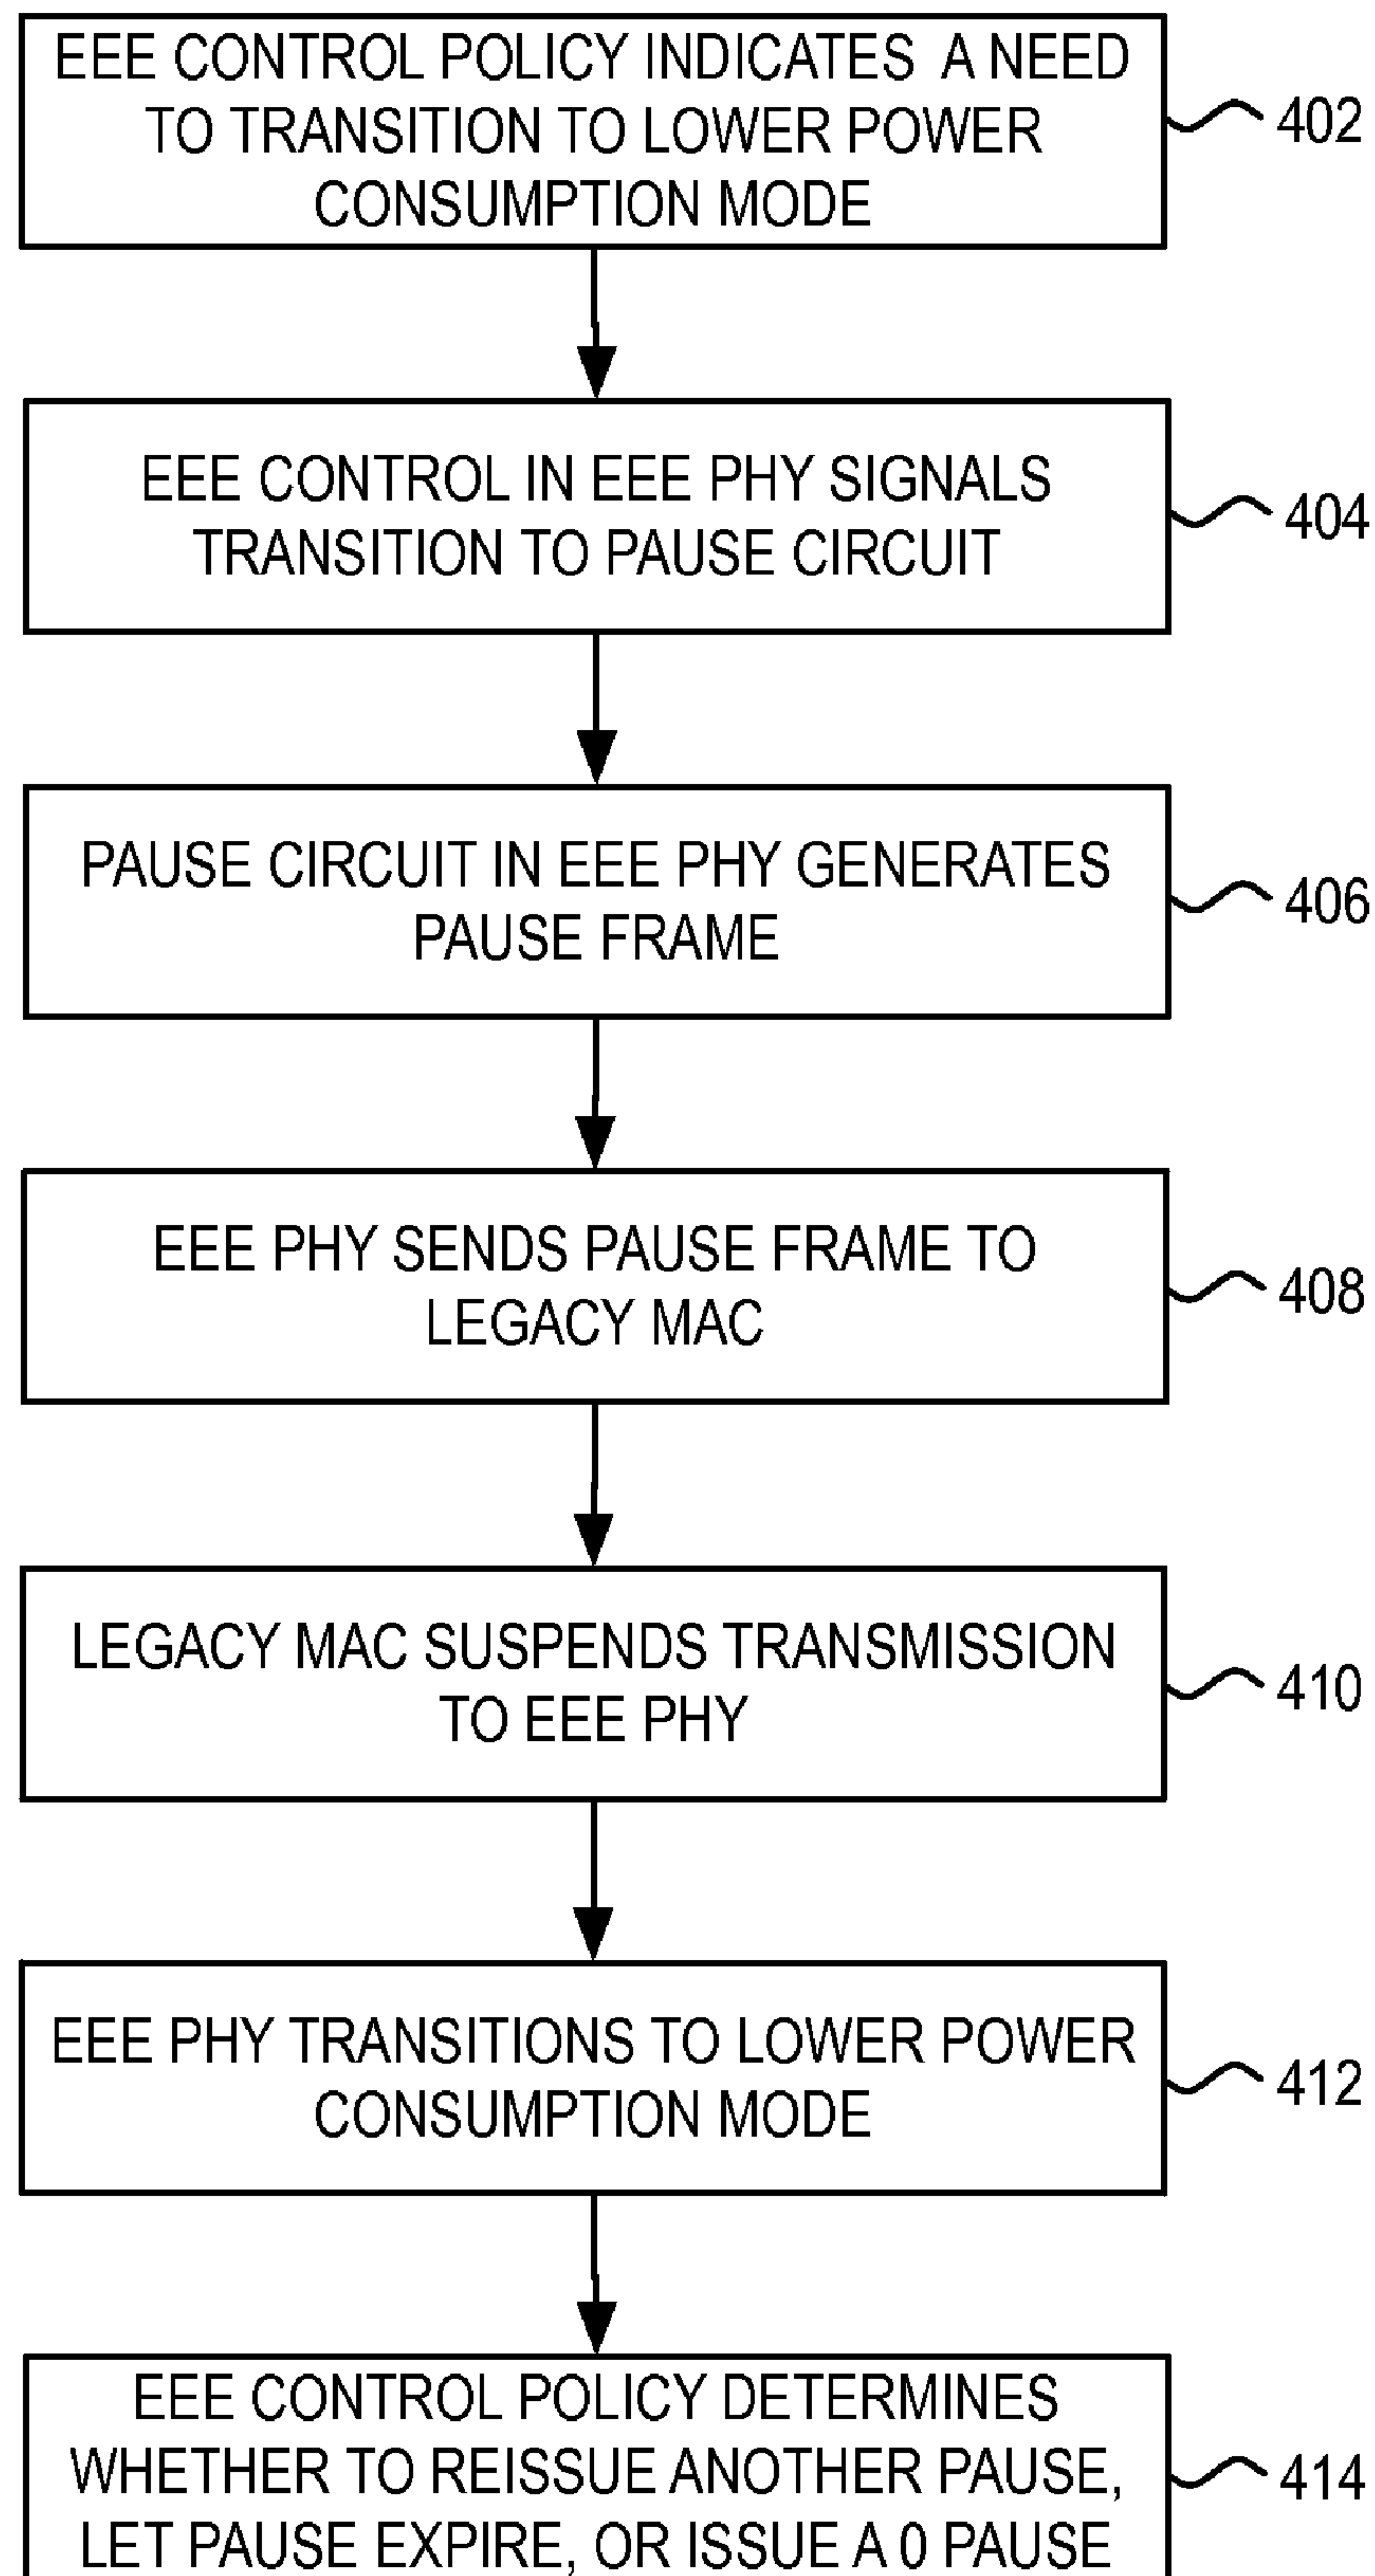 EEE CONTROL POLICY INDICATES A NEED
TO TRANSITION TO LOWER POWER
CONSUMPTION MODE
402
EEE CONTROL IN EEE PHY SIGNALS
TRANSITION TO PAUSE CIRCUIT
404
PAUSE CIRCUIT IN EEE PHY GENERATES
PAUSE FRAME
406
EEE PHY SENDS PAUSE FRAME TO
LEGACY MAC
408
LEGACY MAC SUSPENDS TRANSMISSION
TO EEE PHY
410
EEE PHY TRANSITIONS TO LOWER POWER
CONSUMPTION MODE
412
EEE CONTROL POLICY DETERMINES
WHETHER TO REISSUE ANOTHER PAUSE,
LET PAUSE EXPIRE, OR ISSUE A 0 PAUSE
414